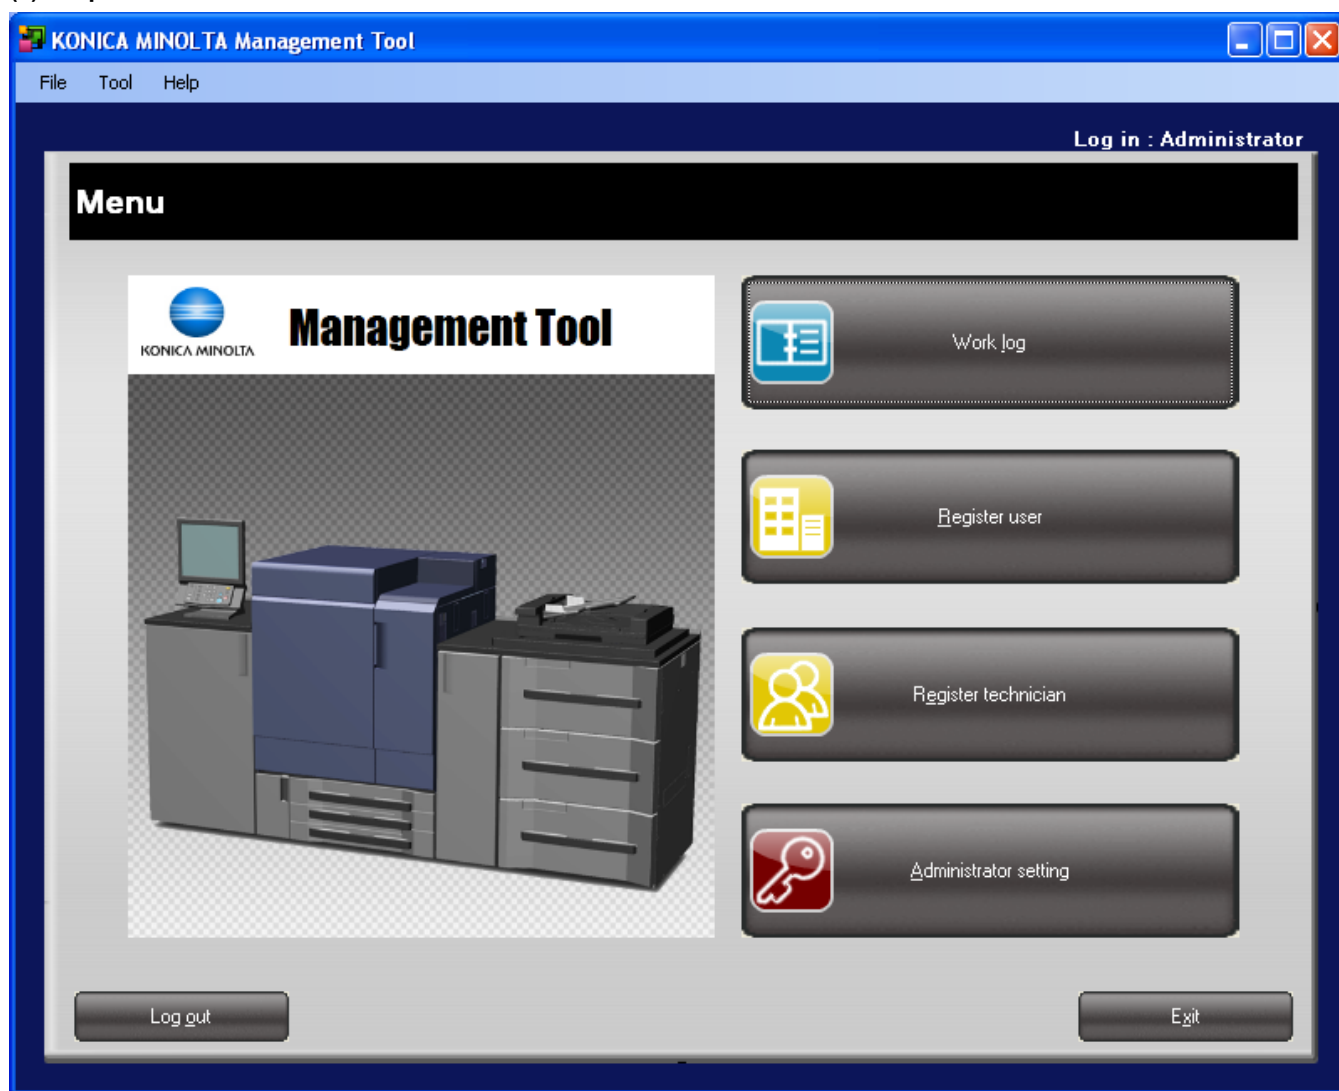 KONICA MINOLTA Management Tool
File Tool Help
Log in : Administrator
Menu
KONICA MINOLTA
Management Tool
Work log
Register user
Register technician
Administrator setting
Log out
Exit